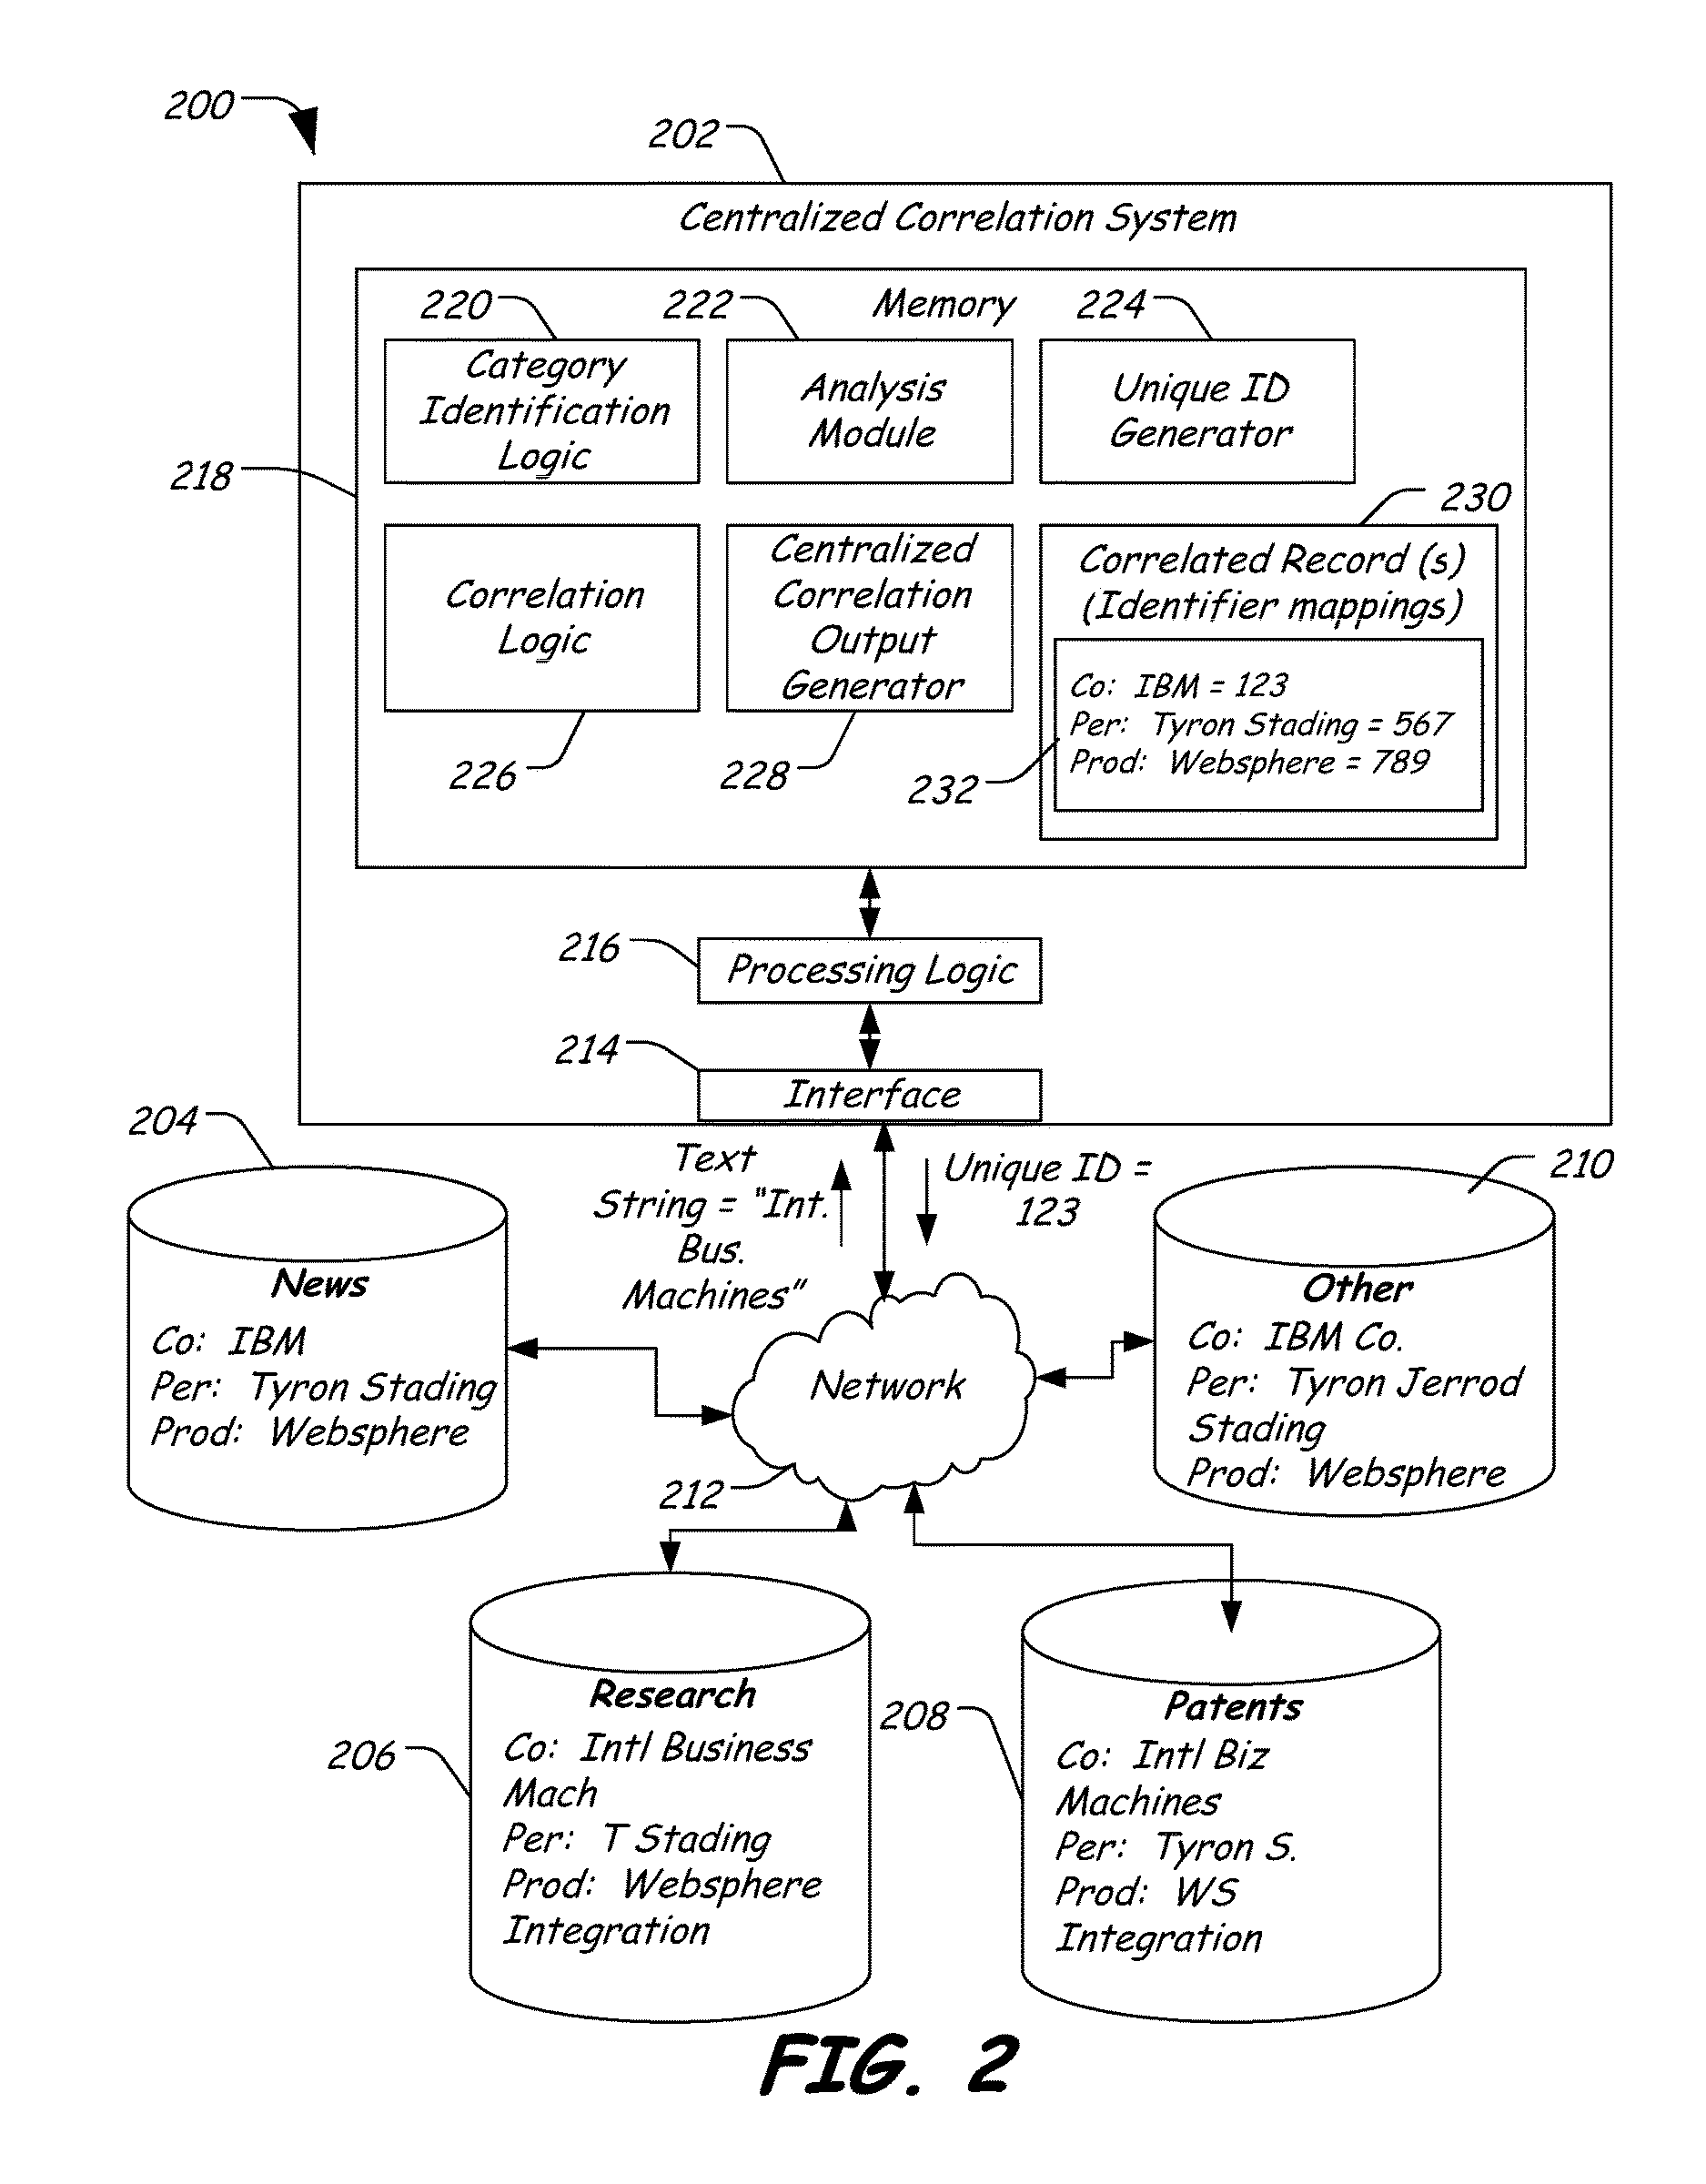 200
202
Centralized Correlation System
220
222
Memory
224
Category
Identification
Logic
Analysis
Module
Unique ID
Generator
218
230
Correlation
Logic
Centralized
Correlation
Output
Generator
Correlated Record (s)
(Identifier mappings)
Co: IBM = 123
Per: Tyron Stading = 567
Prod: Websphere = 789
226
228
232
216
Processing Logic
214
Interface
204
Text
String = "Int.
Bus.
Machines"
Unique ID =
123
210
News
Co: IBM
Per: Tyron Stading
Prod: Websphere
Network
212
Other
Co: IBM Co.
Per: Tyron Jerrod
Stading
Prod: Websphere
206
Research
Co: Intl Business
Mach
Per: T Stading
Prod: Websphere
Integration
208
Patents
Co: Intl Biz
Machines
Per: Tyron S.
Prod: WS
Integration
FIG. 2